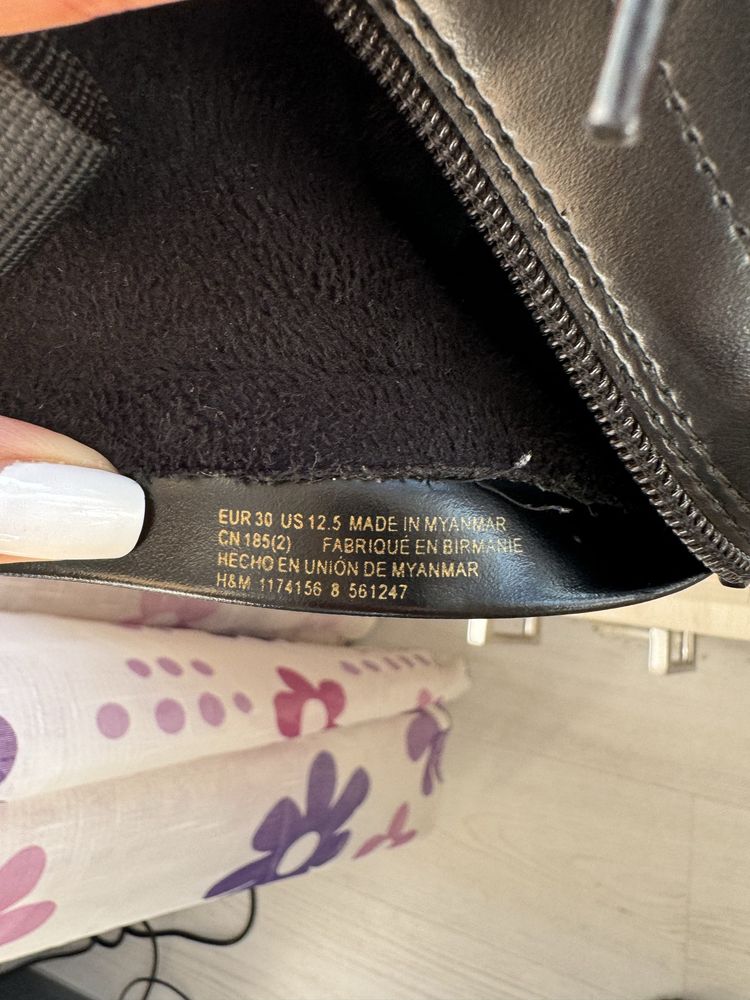 EUR 30 US 12.5 MADE IN MYANMAR
CN 185(2) FABRIQUÉ EN BIRMANIE
HECHO EN UNIÓN DE MYANMAR
H&M 1174156 8 561247